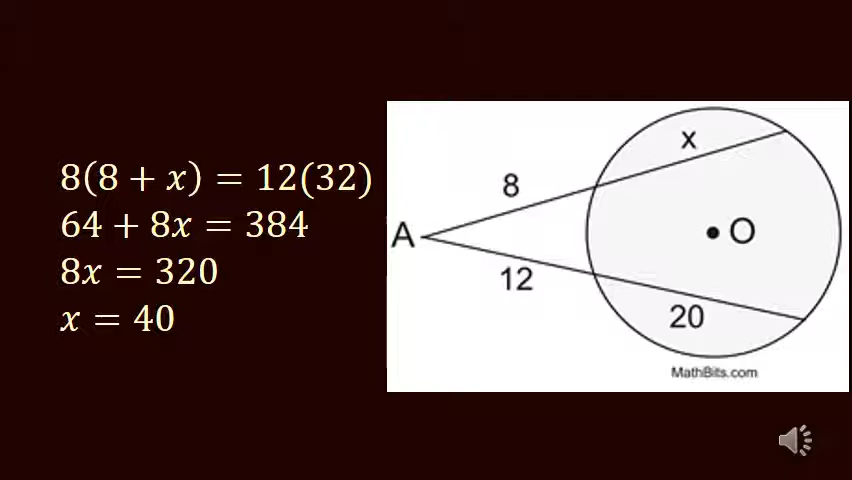 8(8 + x) = 12(32)
64 + 8x = 384
8x = 320
x = 40
x
8
A
O
12
20
MathBits.com